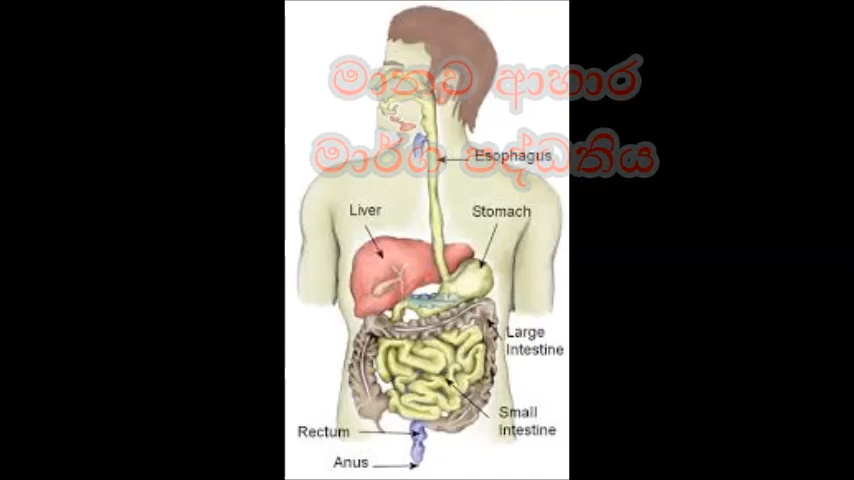 මානව ආහාර
මාර්ග පද්ධතිය
Esophagus
Liver
Stomach
Large
Intestine
Small
Intestine
Rectum
Anus